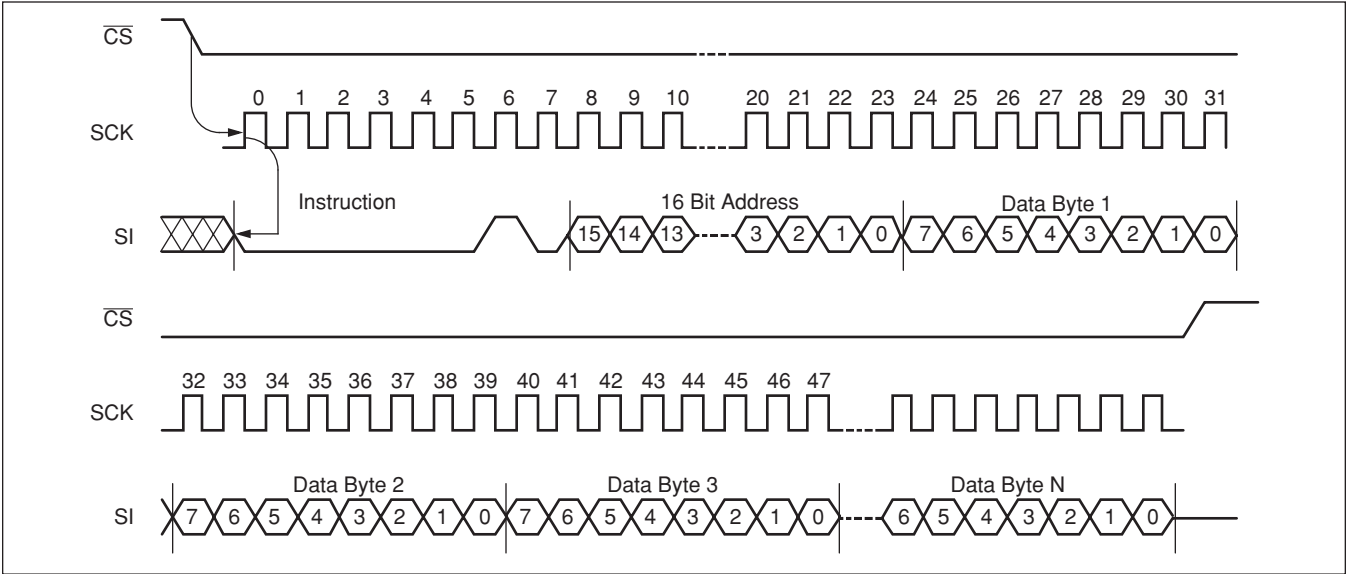 CS
0 1 2 3 4 5 6 7 8 9 10 20 21 22 23 24 25 26 27 28 29 30 31
SCK
Instruction 16 Bit Address Data Byte 1
SI 15 14 13 3 2 1 0 7 6 5 4 3 2 1 0
CS
32 33 34 35 36 37 38 39 40 41 42 43 44 45 46 47
SCK
Data Byte 2 Data Byte 3 Data Byte N
SI 7 6 5 4 3 2 1 0 7 6 5 4 3 2 1 0 6 5 4 3 2 1 0